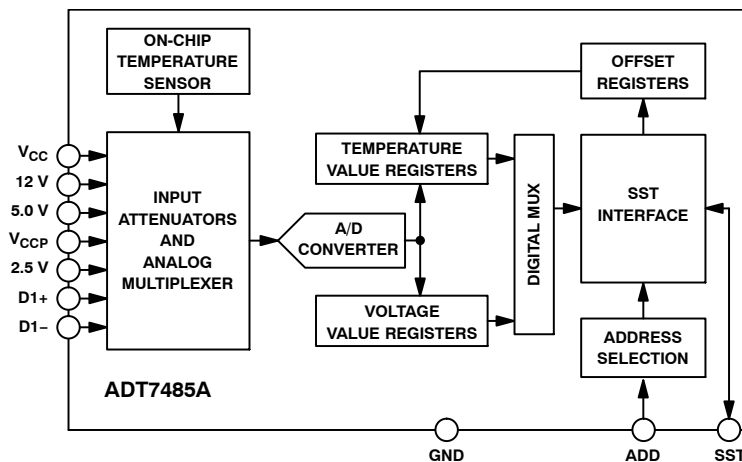 ON-CHIP
TEMPERATURE
SENSOR
OFFSET
REGISTERS
VCC
12 V
5.0 V
VCCP
2.5 V
D1+
D1−
INPUT
ATTENUATORS
AND
ANALOG
MULTIPLEXER
A/D
CONVERTER
TEMPERATURE
VALUE REGISTERS
VOLTAGE
VALUE REGISTERS
DIGITAL MUX
SST
INTERFACE
ADDRESS
SELECTION
ADT7485A
GND
ADD
SST